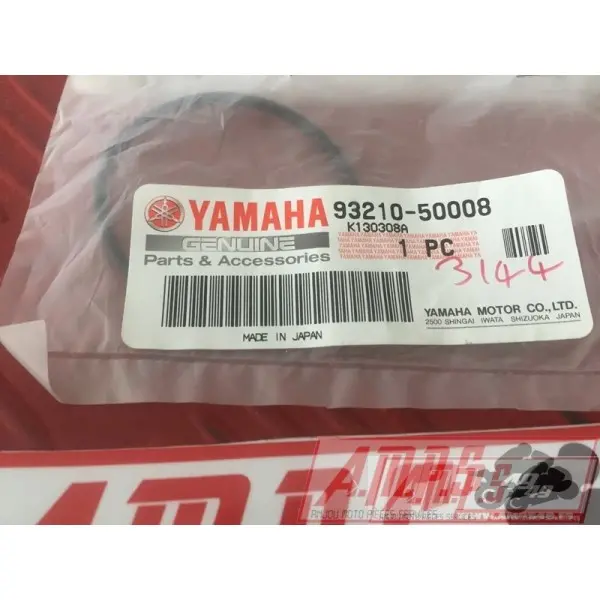 YAMAHA 93210-50008
K130308A
GENUINE
1 PC
Parts & Accessories
3144
YAMAHA MOTOR CO.,LTD.
2500 SHINGAI IWATA SHIZUOKA JAPAN
MADE IN JAPAN